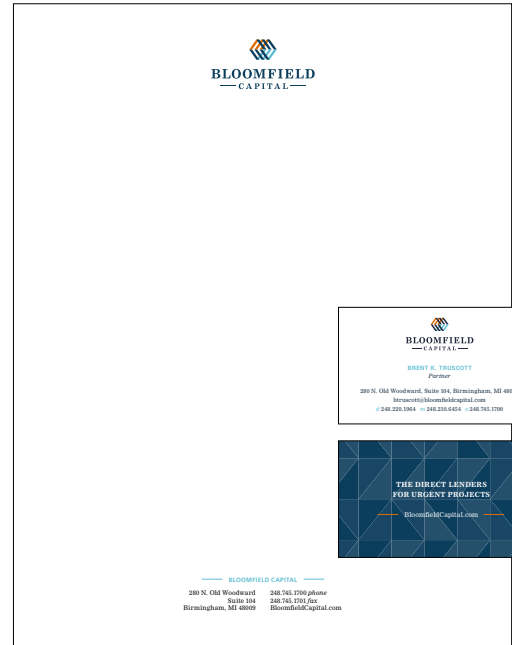 BLOOMFIELD
CAPITAL
BLOOMFIELD
CAPITAL
BRENT K. TRUSCOTT
Partner
280 N. Old Woodward, Suite 104, Birmingham, MI 480
btruscott@bloomfieldcapital.com
d 248.220.1964 m 248.210.6454 o 248.745.1700
THE DIRECT LENDERS
FOR URGENT PROJECTS
BloomfieldCapital.com
BLOOMFIELD CAPITAL
280 N. Old Woodward 248.745.1700 phone
Suite 104 248.745.1701 fax
Birmingham, MI 48009 BloomfieldCapital.com